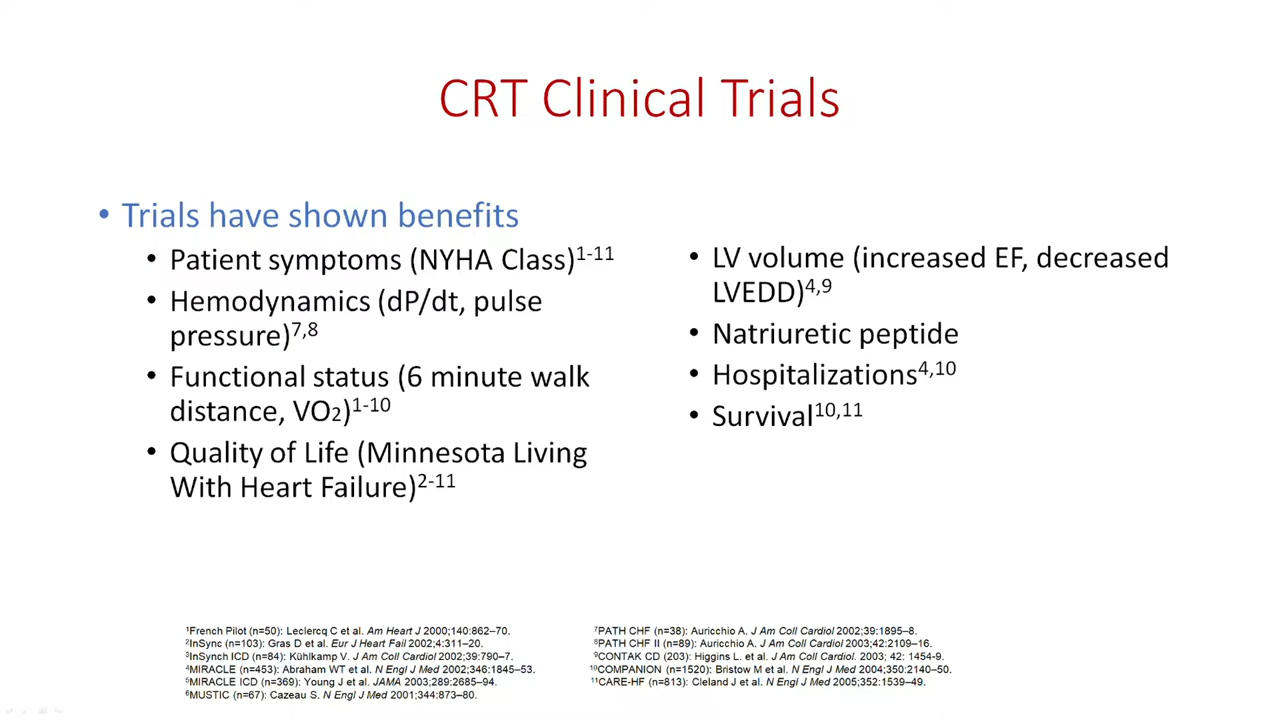 CRT Clinical Trials
• Trials have shown benefits
• Patient symptoms (NYHA Class)1-11
• Hemodynamics (dP/dt, pulse
pressure)7,8
• Functional status (6 minute walk
distance, VO2)1-10
• Quality of Life (Minnesota Living
With Heart Failure)2-11
• LV volume (increased EF, decreased
LVEDD)4,9
• Natriuretic peptide
• Hospitalizations4,10
• Survival10,11
1French Pilot (n=50): Leclercq C et al. Am Heart J 2000;140:862–70.
2InSync (n=103): Gras D et al. Eur J Heart Fail 2002;4:311–20.
3InSynch ICD (n=84): Kühlkamp V. J Am Coll Cardiol 2002;39:790–7.
4MIRACLE (n=453): Abraham WT et al. N Engl J Med 2002;346:1845–53.
5MIRACLE ICD (n=369): Young J et al. JAMA 2003;289:2685–94.
6MUSTIC (n=67): Cazeau S. N Engl J Med 2001;344:873–80.
7PATH CHF (n=38): Auricchio A. J Am Coll Cardiol 2002;39:1895–8.
8PATH CHF II (n=89): Auricchio A. J Am Coll Cardiol 2003;42:2109–16.
9CONTAK CD (203): Higgins L. et al. J Am Coll Cardiol. 2003; 42: 1454-9.
10COMPANION (n=1520): Bristow M et al. N Engl J Med 2004;350:2140–50.
11CARE-HF (n=813): Cleland J et al. N Engl J Med 2005;352:1539–49.